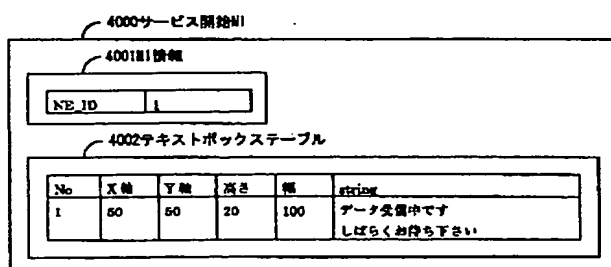 4000サービス開始NI
4001NI情報
NE_ID 1
4002テキストボックステーブル
No X軸 Y軸 高さ 幅 string
1 50 50 20 100 データ受信中です
しばらくお待ち下さい